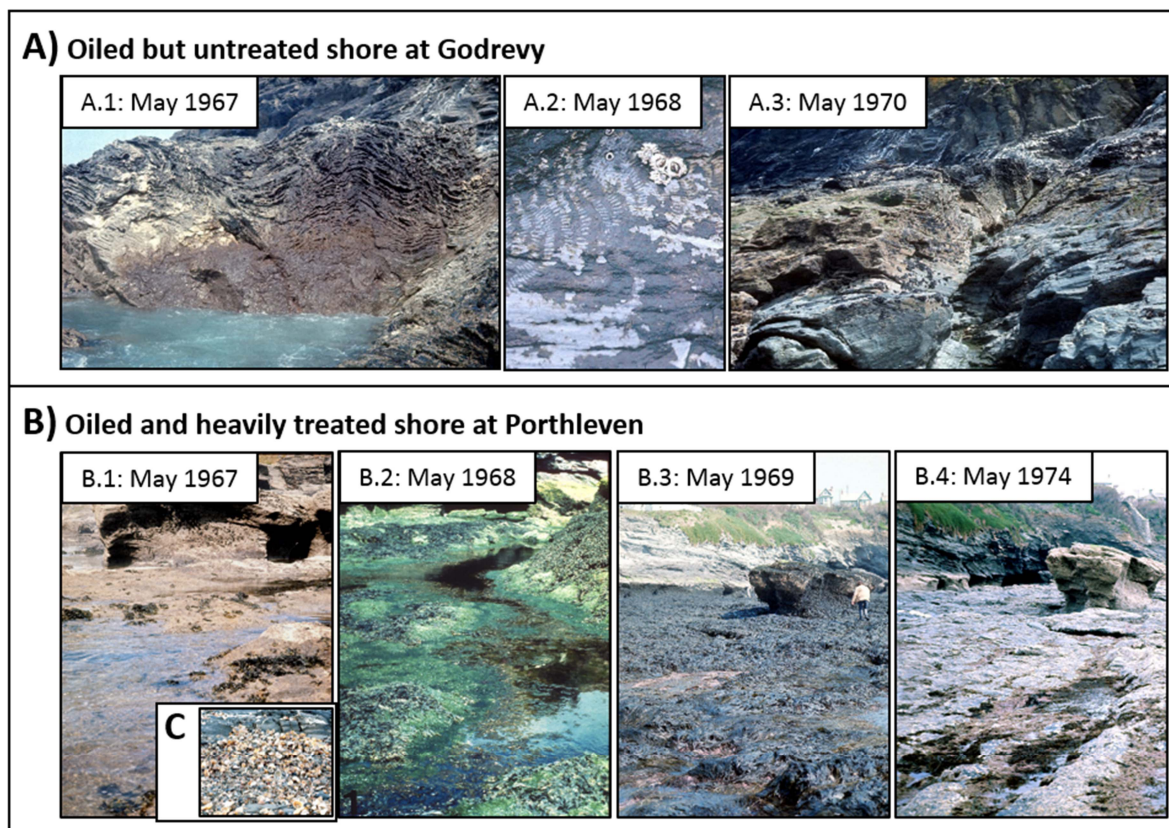 A) Oiled but untreated shore at Godrevy
A.1: May 1967
A.2: May 1968
A.3: May 1970
B) Oiled and heavily treated shore at Porthleven
B.1: May 1967
B.2: May 1968
B.3: May 1969
B.4: May 1974
C